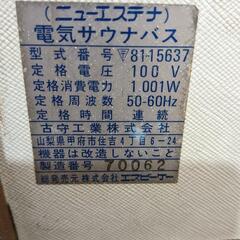 (ニューエステナ)
電気サウナバス
型式番号 ▽81-15637
定格電圧 100V
定格消費電力 1.001W
定格周波数 50-60Hz
定格時間 連続
古守工業株式会社
山梨県甲府市住吉4丁目6-24
機器は改造しないこと
製造番号 70062
総発売元 株式会社 エスピーイー